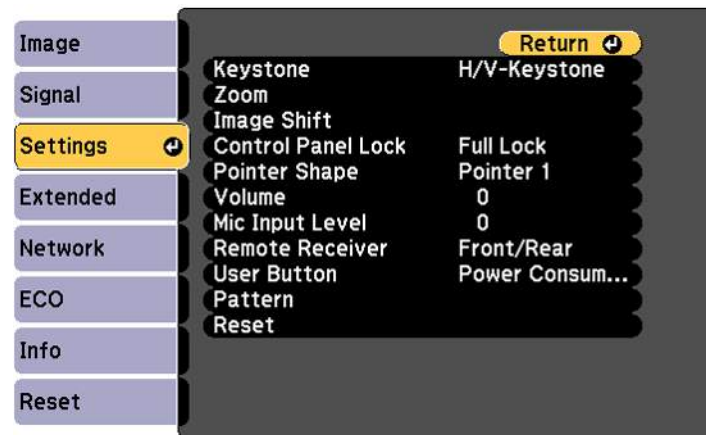 Image
Signal
Settings
Extended
Network
ECO
Info
Reset
Return
Keystone H/V-Keystone
Zoom
Image Shift
Control Panel Lock Full Lock
Pointer Shape Pointer 1
Volume 0
Mic Input Level 0
Remote Receiver Front/Rear
User Button Power Consum...
Pattern
Reset